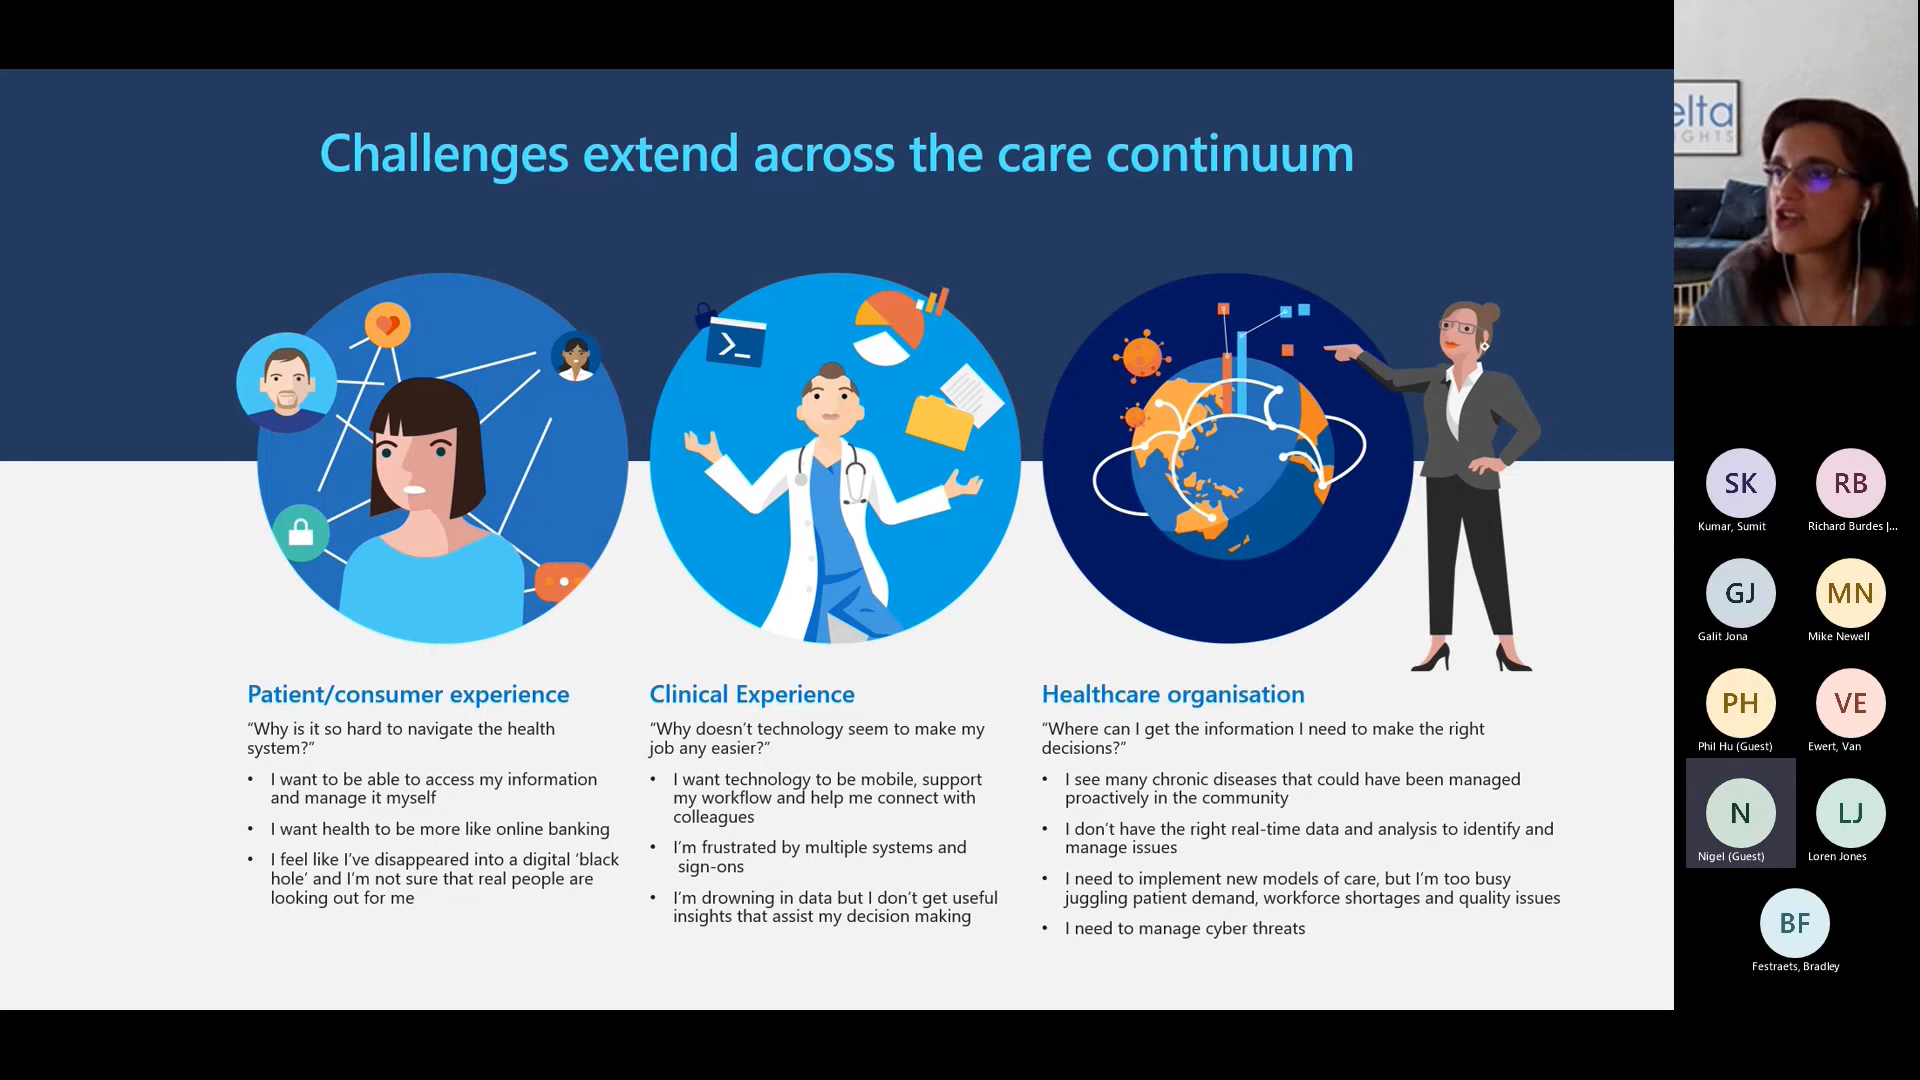 Challenges extend across the care continuum
Patient/consumer experience
“Why is it so hard to navigate the health
system?”
• I want to be able to access my information
and manage it myself
• I want health to be more like online banking
• I feel like I’ve disappeared into a digital ‘black
hole’ and I’m not sure that real people are
looking out for me
Clinical Experience
“Why doesn’t technology seem to make my
job any easier?”
• I want technology to be mobile, support
my workflow and help me connect with
colleagues
• I’m frustrated by multiple systems and
sign-ons
• I’m drowning in data but I don’t get useful
insights that assist my decision making
Healthcare organisation
“Where can I get the information I need to make the right
decisions?”
• I see many chronic diseases that could have been managed
proactively in the community
• I don’t have the right real-time data and analysis to identify and
manage issues
• I need to implement new models of care, but I’m too busy
juggling patient demand, workforce shortages and quality issues
• I need to manage cyber threats
elta
GHTS
SK
Kumar, Sumit
RB
Richard Burdes |...
GJ
Galit Jona
MN
Mike Newell
PH
Phil Hu (Guest)
VE
Ewert, Van
N
Nigel (Guest)
LJ
Loren Jones
BF
Festraets, Bradley